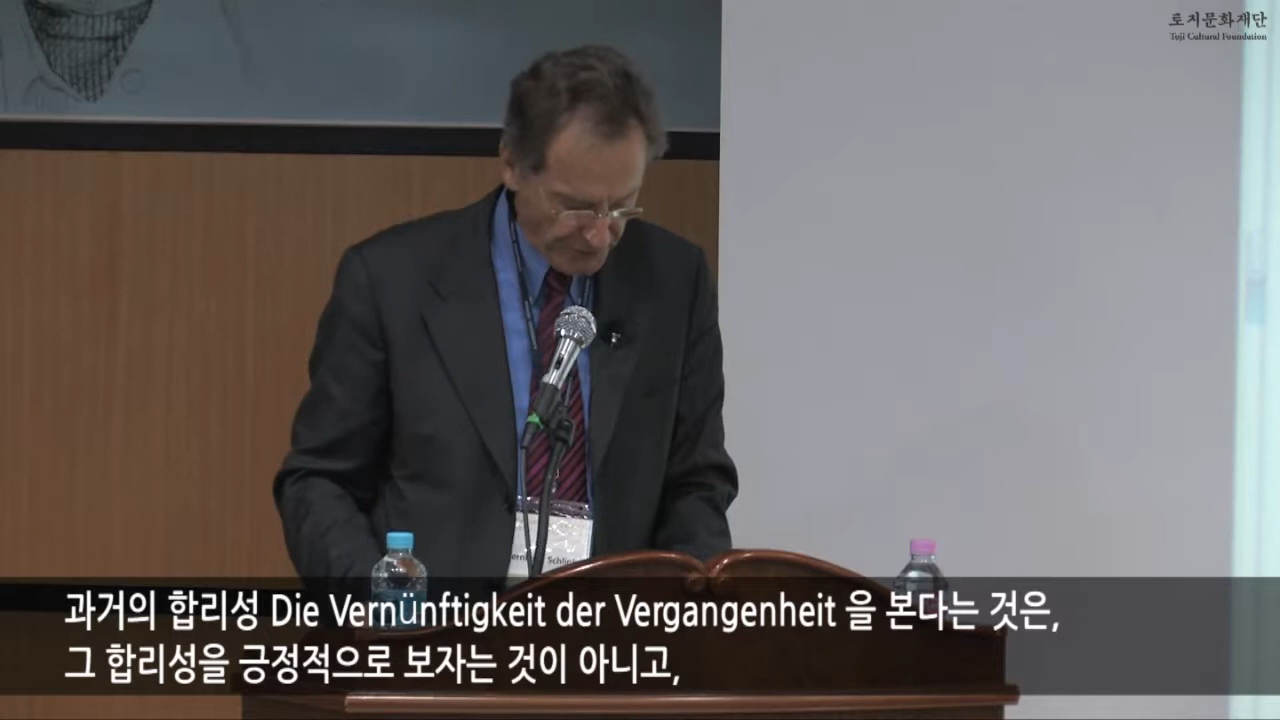 토지문화재단
Toji Cultural Foundation
과거의 합리성 Die Vernünftigkeit der Vergangenheit 을 본다는 것은,
그 합리성을 긍정적으로 보자는 것이 아니고,